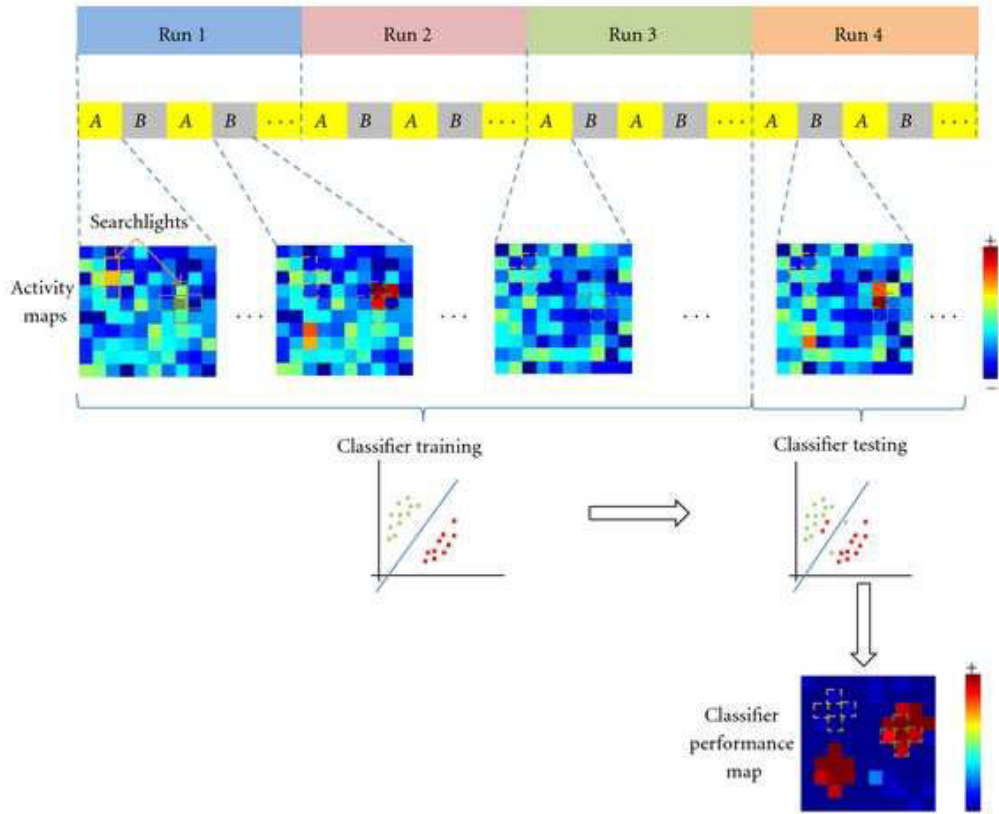 Run 1 Run 2 Run 3 Run 4
A B A B ··· A B A B ··· A B A B ··· A B A B ···
Searchlights
+
Activity
maps
··· ··· ··· ···
−
Classifier training Classifier testing
+
Classifier
performance
map